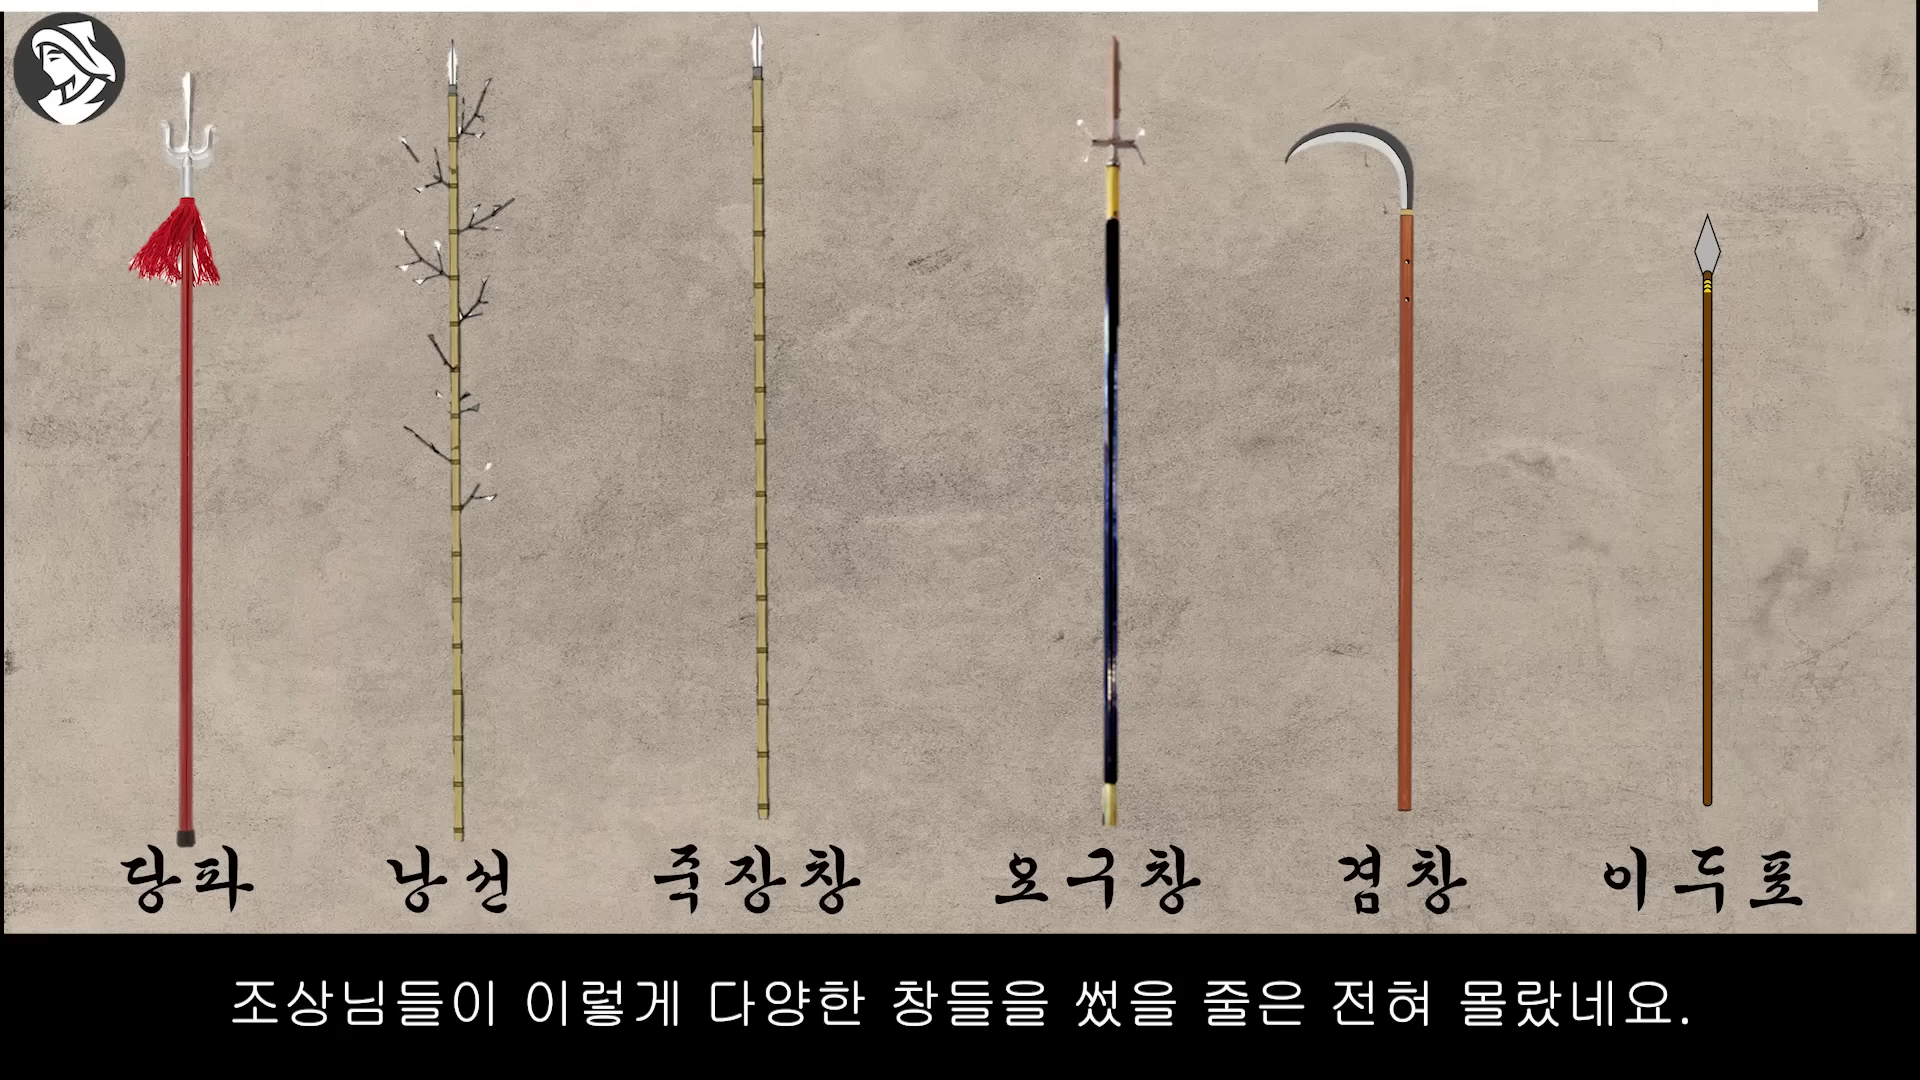 당파 낭선 죽장창 오구창 겸창 이두표
조상님들이 이렇게 다양한 창들을 썼을 줄은 전혀 몰랐네요.